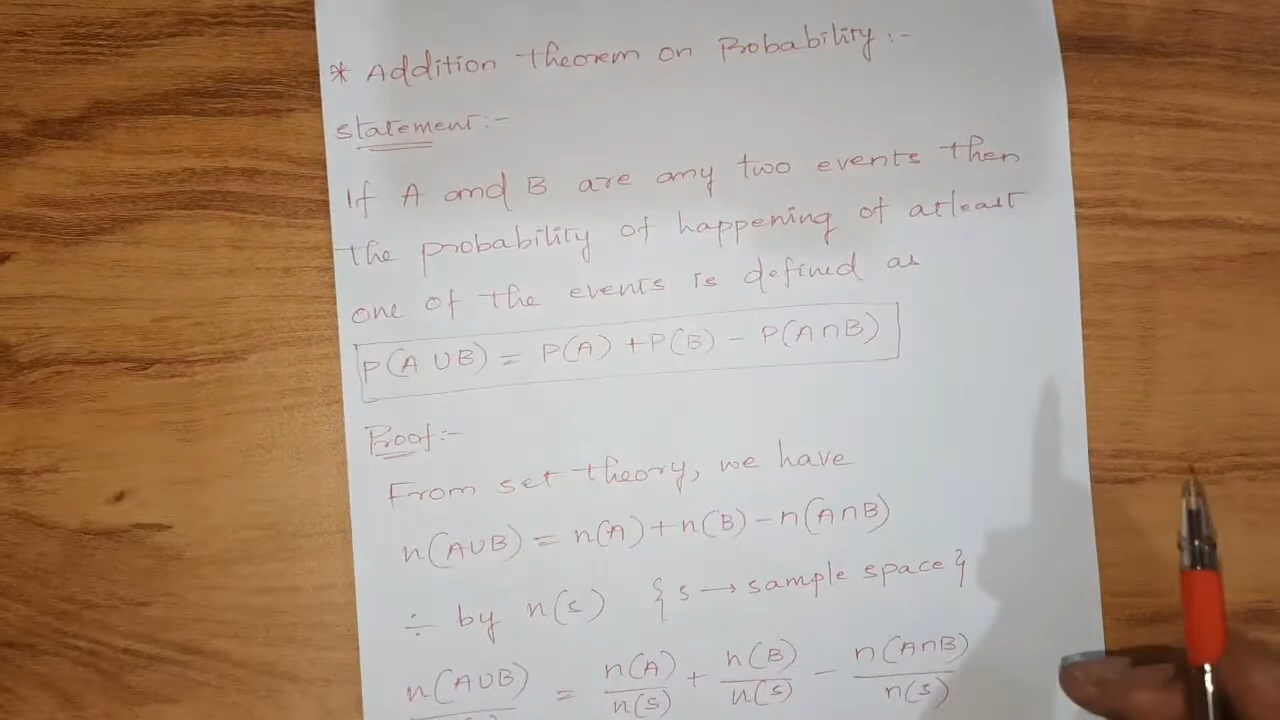 * Addition theorem on Probability :-
statement :-
If A and B are any two events then
the probability of happening of atleast
one of the events is defined as
P(A ∪ B) = P(A) + P(B) - P(A ∩ B)
Proof :-
From set theory, we have
n(A∪B) = n(A) + n(B) - n(A∩B)
÷ by n(s) {s → sample space}
n(A∪B) = n(A)/n(s) + n(B)/n(s) - n(A∩B)/n(s)